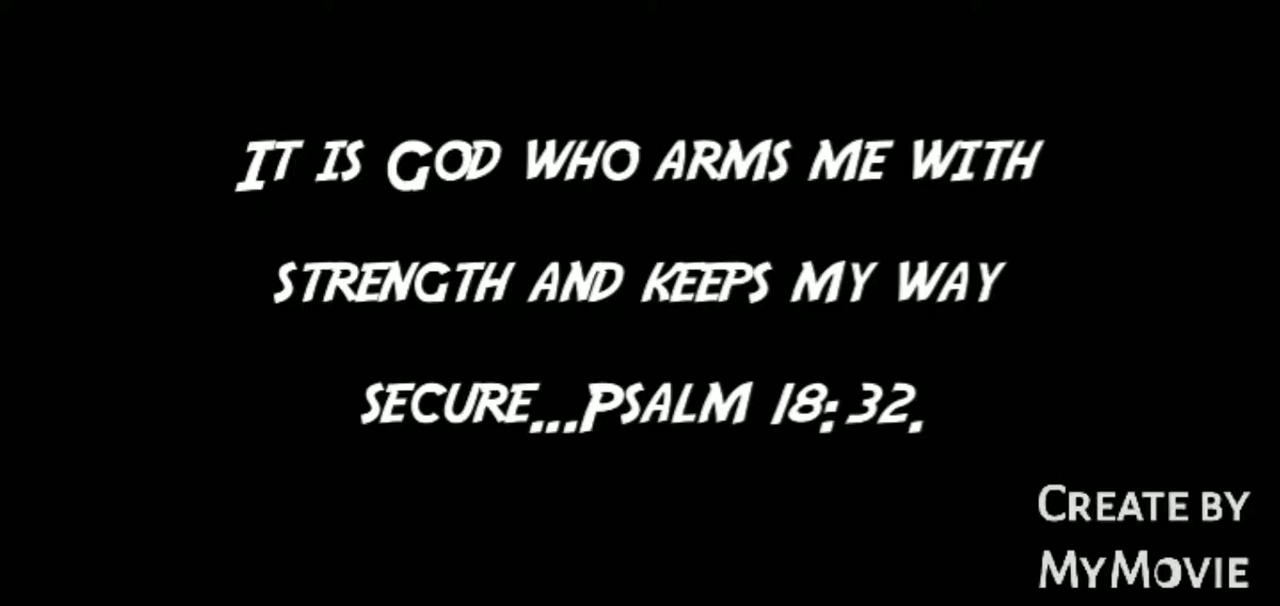 It is God who arms me with
strength and keeps my way
secure...Psalm 18:32.
Create by
MyMovie